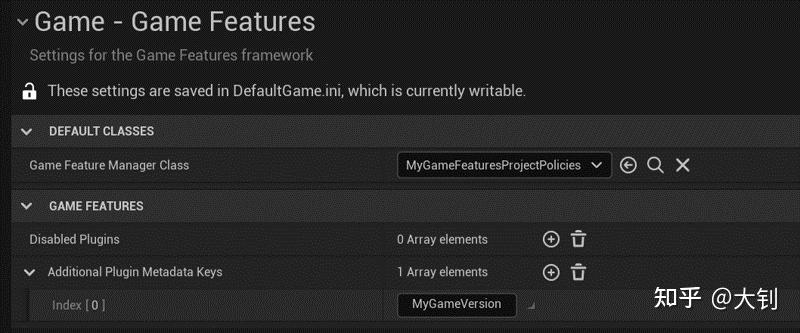 Game - Game Features
Settings for the Game Features framework
These settings are saved in DefaultGame.ini, which is currently writable.
DEFAULT CLASSES
Game Feature Manager Class MyGameFeaturesProjectPolicies
GAME FEATURES
Disabled Plugins 0 Array elements
Additional Plugin Metadata Keys 1 Array elements
Index [ 0 ] MyGameVersion
知乎 @大钊